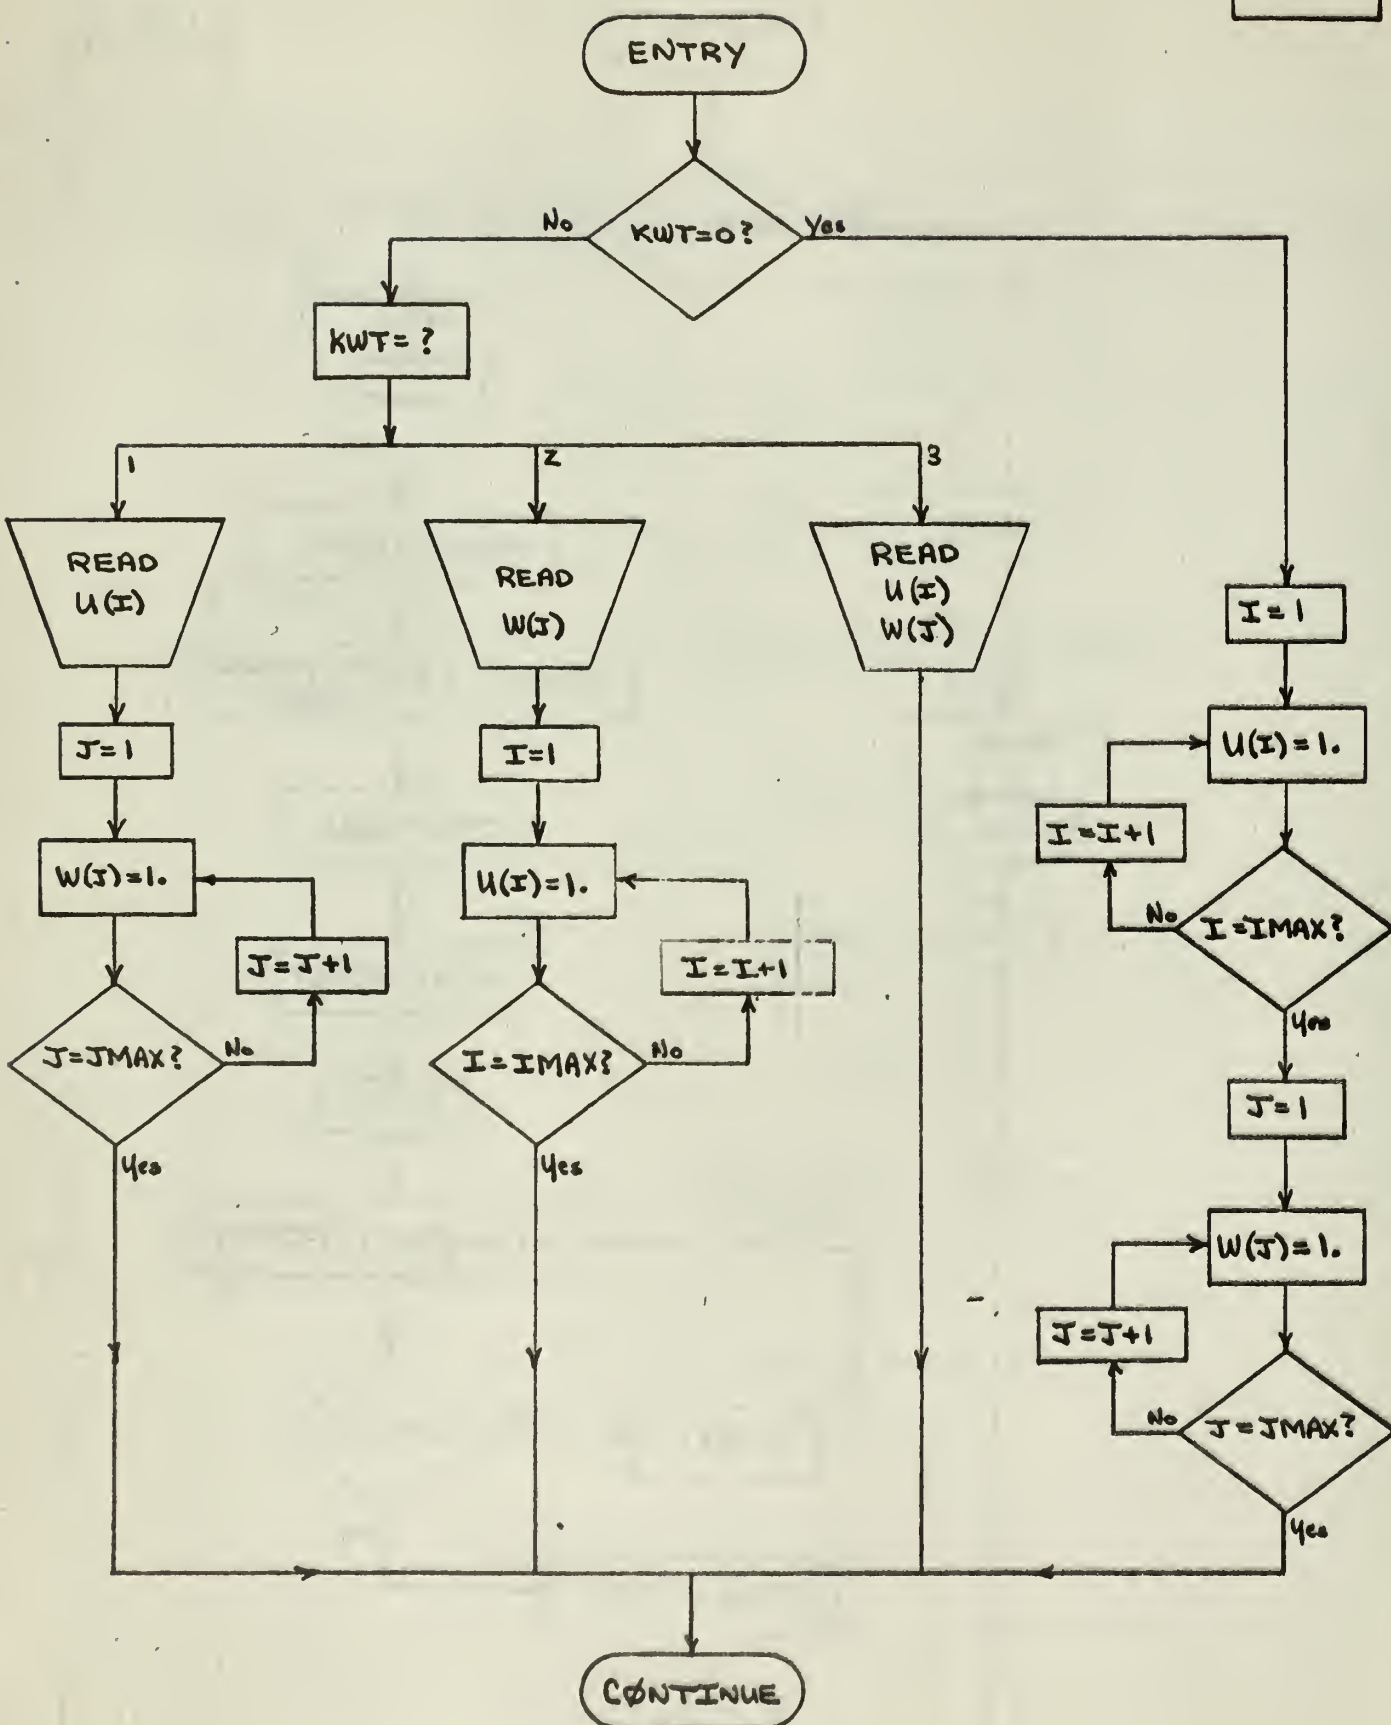 ENTRY
KWT=0?
No
Yes
KWT= ?
1
2
3
READ
U(I)
READ
W(J)
READ
U(I)
W(J)
J=1
I=1
W(J)=1.
J=J+1
J=JMAX?
No
Yes
U(I)=1.
I=I+1
I=IMAX?
No
Yes
I=1
U(I)=1.
I=I+1
No
I=IMAX?
Yes
J=1
W(J)=1.
J=J+1
No
J=JMAX?
Yes
CØNTINUE